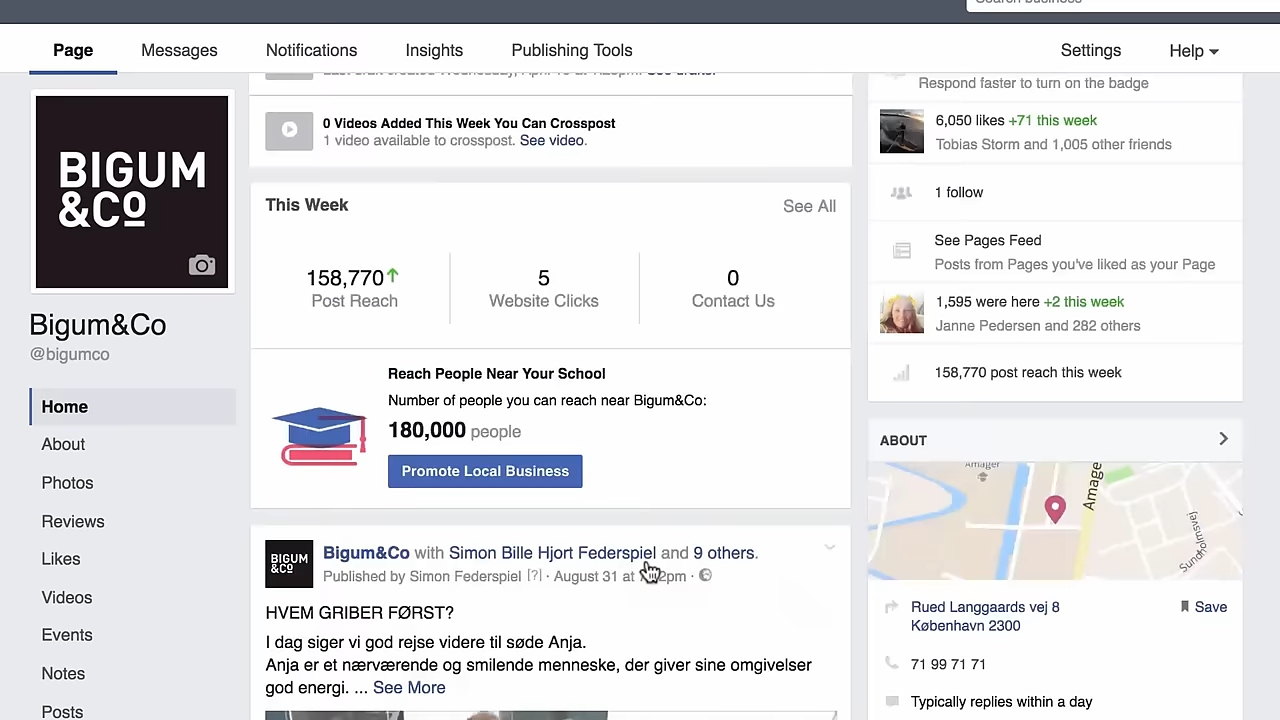 Search business
Page Messages Notifications Insights Publishing Tools Settings Help
BIGUM
&CO
Bigum&Co
@bigumco
Home
About
Photos
Reviews
Likes
Videos
Events
Notes
Posts
See drafts.
0 Videos Added This Week You Can Crosspost
1 video available to crosspost. See video.
This Week See All
158,770 5 0
Post Reach Website Clicks Contact Us
Reach People Near Your School
Number of people you can reach near Bigum&Co:
180,000 people
Promote Local Business
BIGUM
&CO
Bigum&Co with Simon Bille Hjort Federspiel and 9 others.
Published by Simon Federspiel [?] · August 31 at
HVEM GRIBER FØRST?
I dag siger vi god rejse videre til søde Anja.
Anja er et nærværende og smilende menneske, der giver sine omgivelser
god energi. ... See More
Respond faster to turn on the badge
6,050 likes +71 this week
Tobias Storm and 1,005 other friends
1 follow
See Pages Feed
Posts from Pages you've liked as your Page
1,595 were here +2 this week
Janne Pedersen and 282 others
158,770 post reach this week
ABOUT
Amager
Amage
Rued Langgaards vej 8 Save
København 2300
71 99 71 71
Typically replies within a day